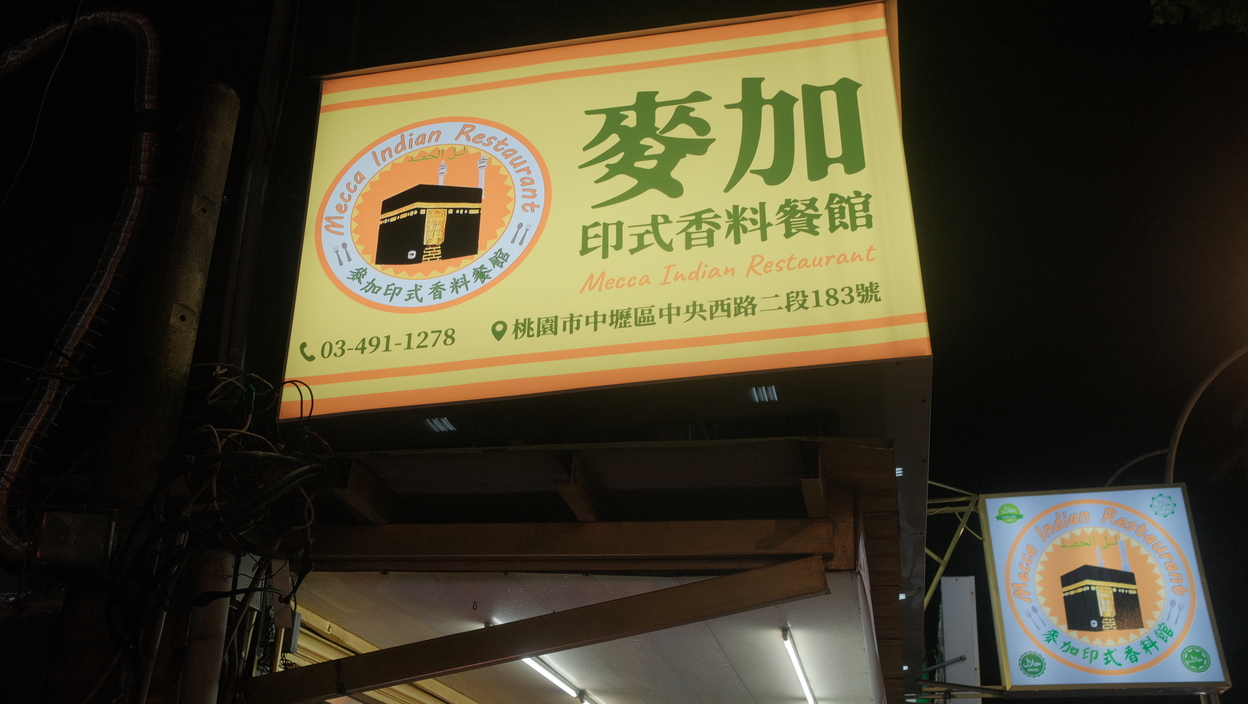 麥加
印式香料餐館
Mecca Indian Restaurant
Mecca Indian Restaurant
麥加印式香料餐館
03-491-1278
桃園市中壢區中央西路二段183號
Mecca Indian Restaurant
麥加印式香料餐館
حلال
حلال